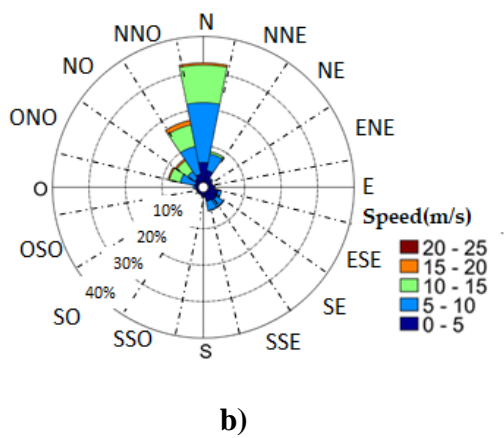 N
NNO
NNE
NO
NE
ONO
ENE
O
E
10%
Speed(m/s)
20%
OSO
ESE
20 - 25
15 - 20
30%
10 - 15
5 - 10
40%
0 - 5
SO
SE
SSO
SSE
S
b)